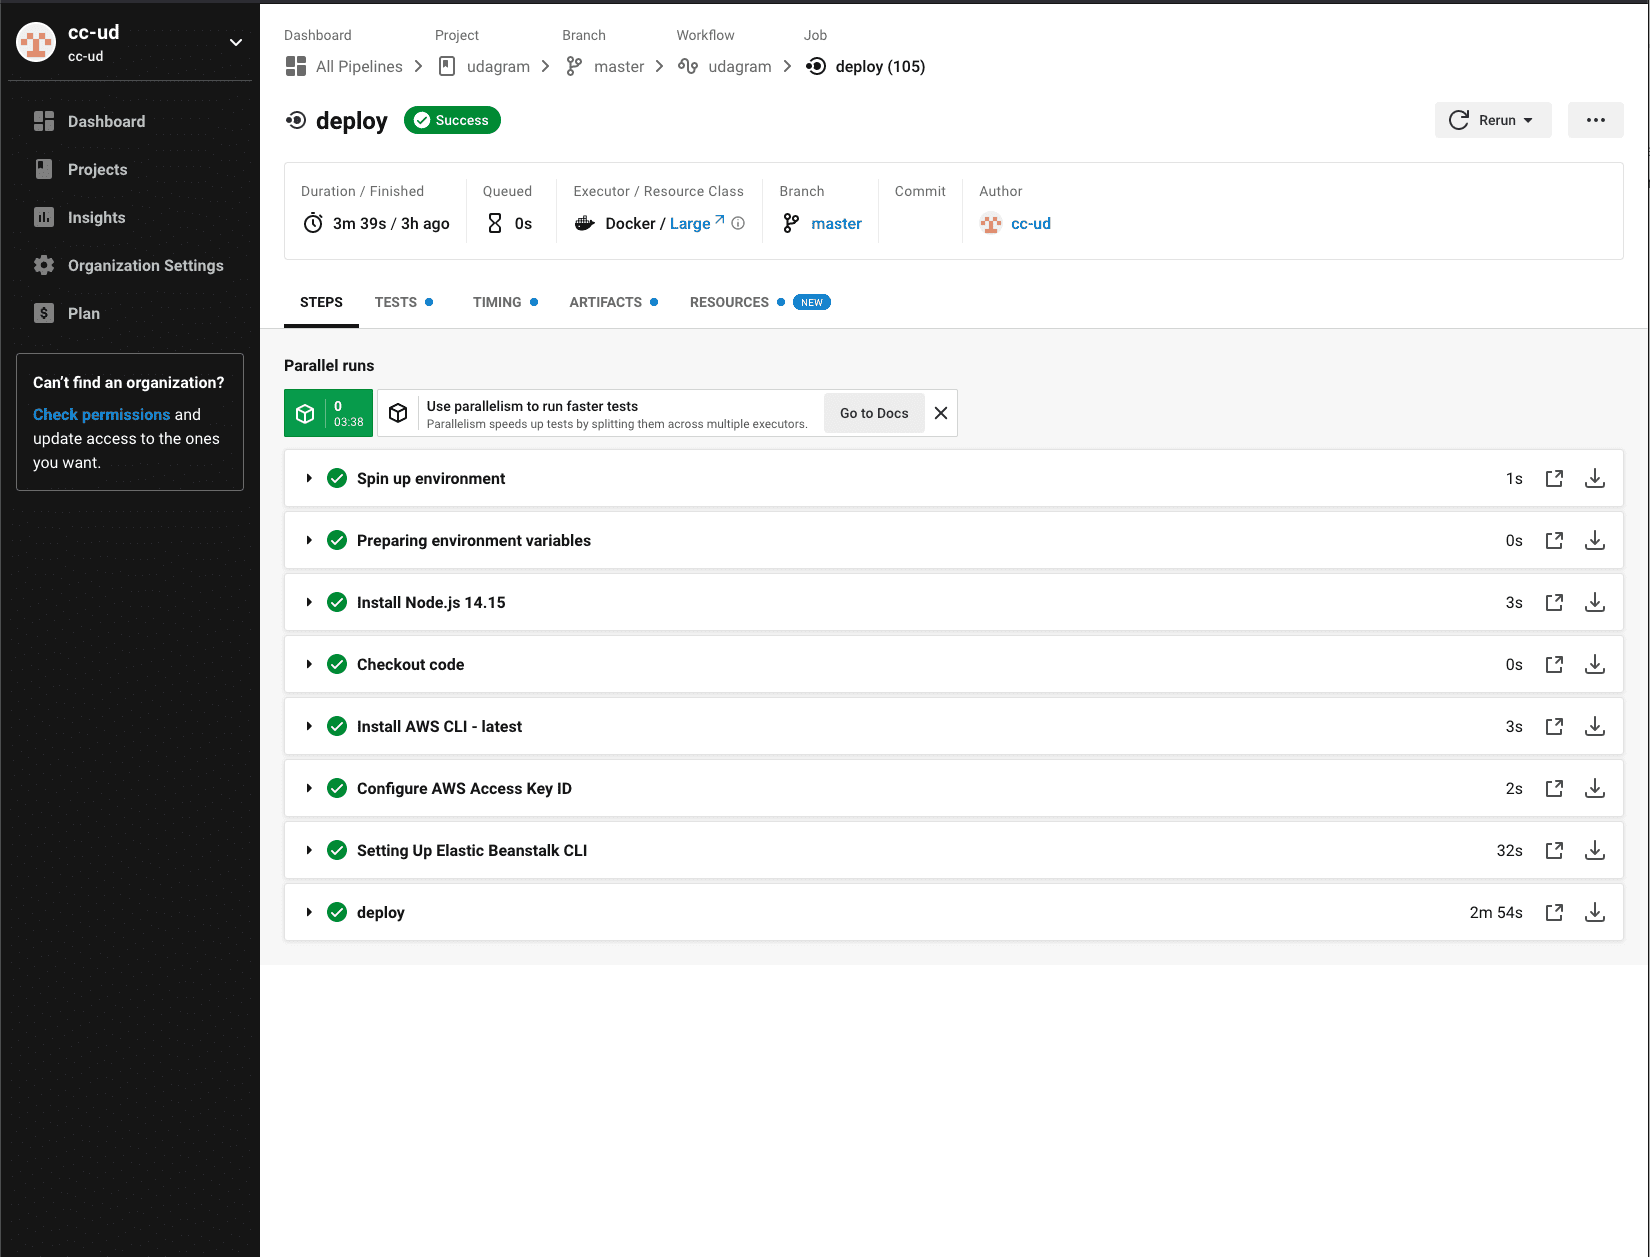 cc-ud
cc-ud
Dashboard
Projects
Insights
Organization Settings
Plan
Can't find an organization?
Check permissions and
update access to the ones
you want.
Dashboard Project Branch Workflow Job
All Pipelines udagram master udagram deploy (105)
deploy Success Rerun
Duration / Finished Queued Executor / Resource Class Branch Commit Author
3m 39s / 3h ago 0s Docker / Large master cc-ud
STEPS TESTS TIMING ARTIFACTS RESOURCES NEW
Parallel runs
0
03:38
Use parallelism to run faster tests
Parallelism speeds up tests by splitting them across multiple executors.
Go to Docs
Spin up environment 1s
Preparing environment variables 0s
Install Node.js 14.15 3s
Checkout code 0s
Install AWS CLI - latest 3s
Configure AWS Access Key ID 2s
Setting Up Elastic Beanstalk CLI 32s
deploy 2m 54s